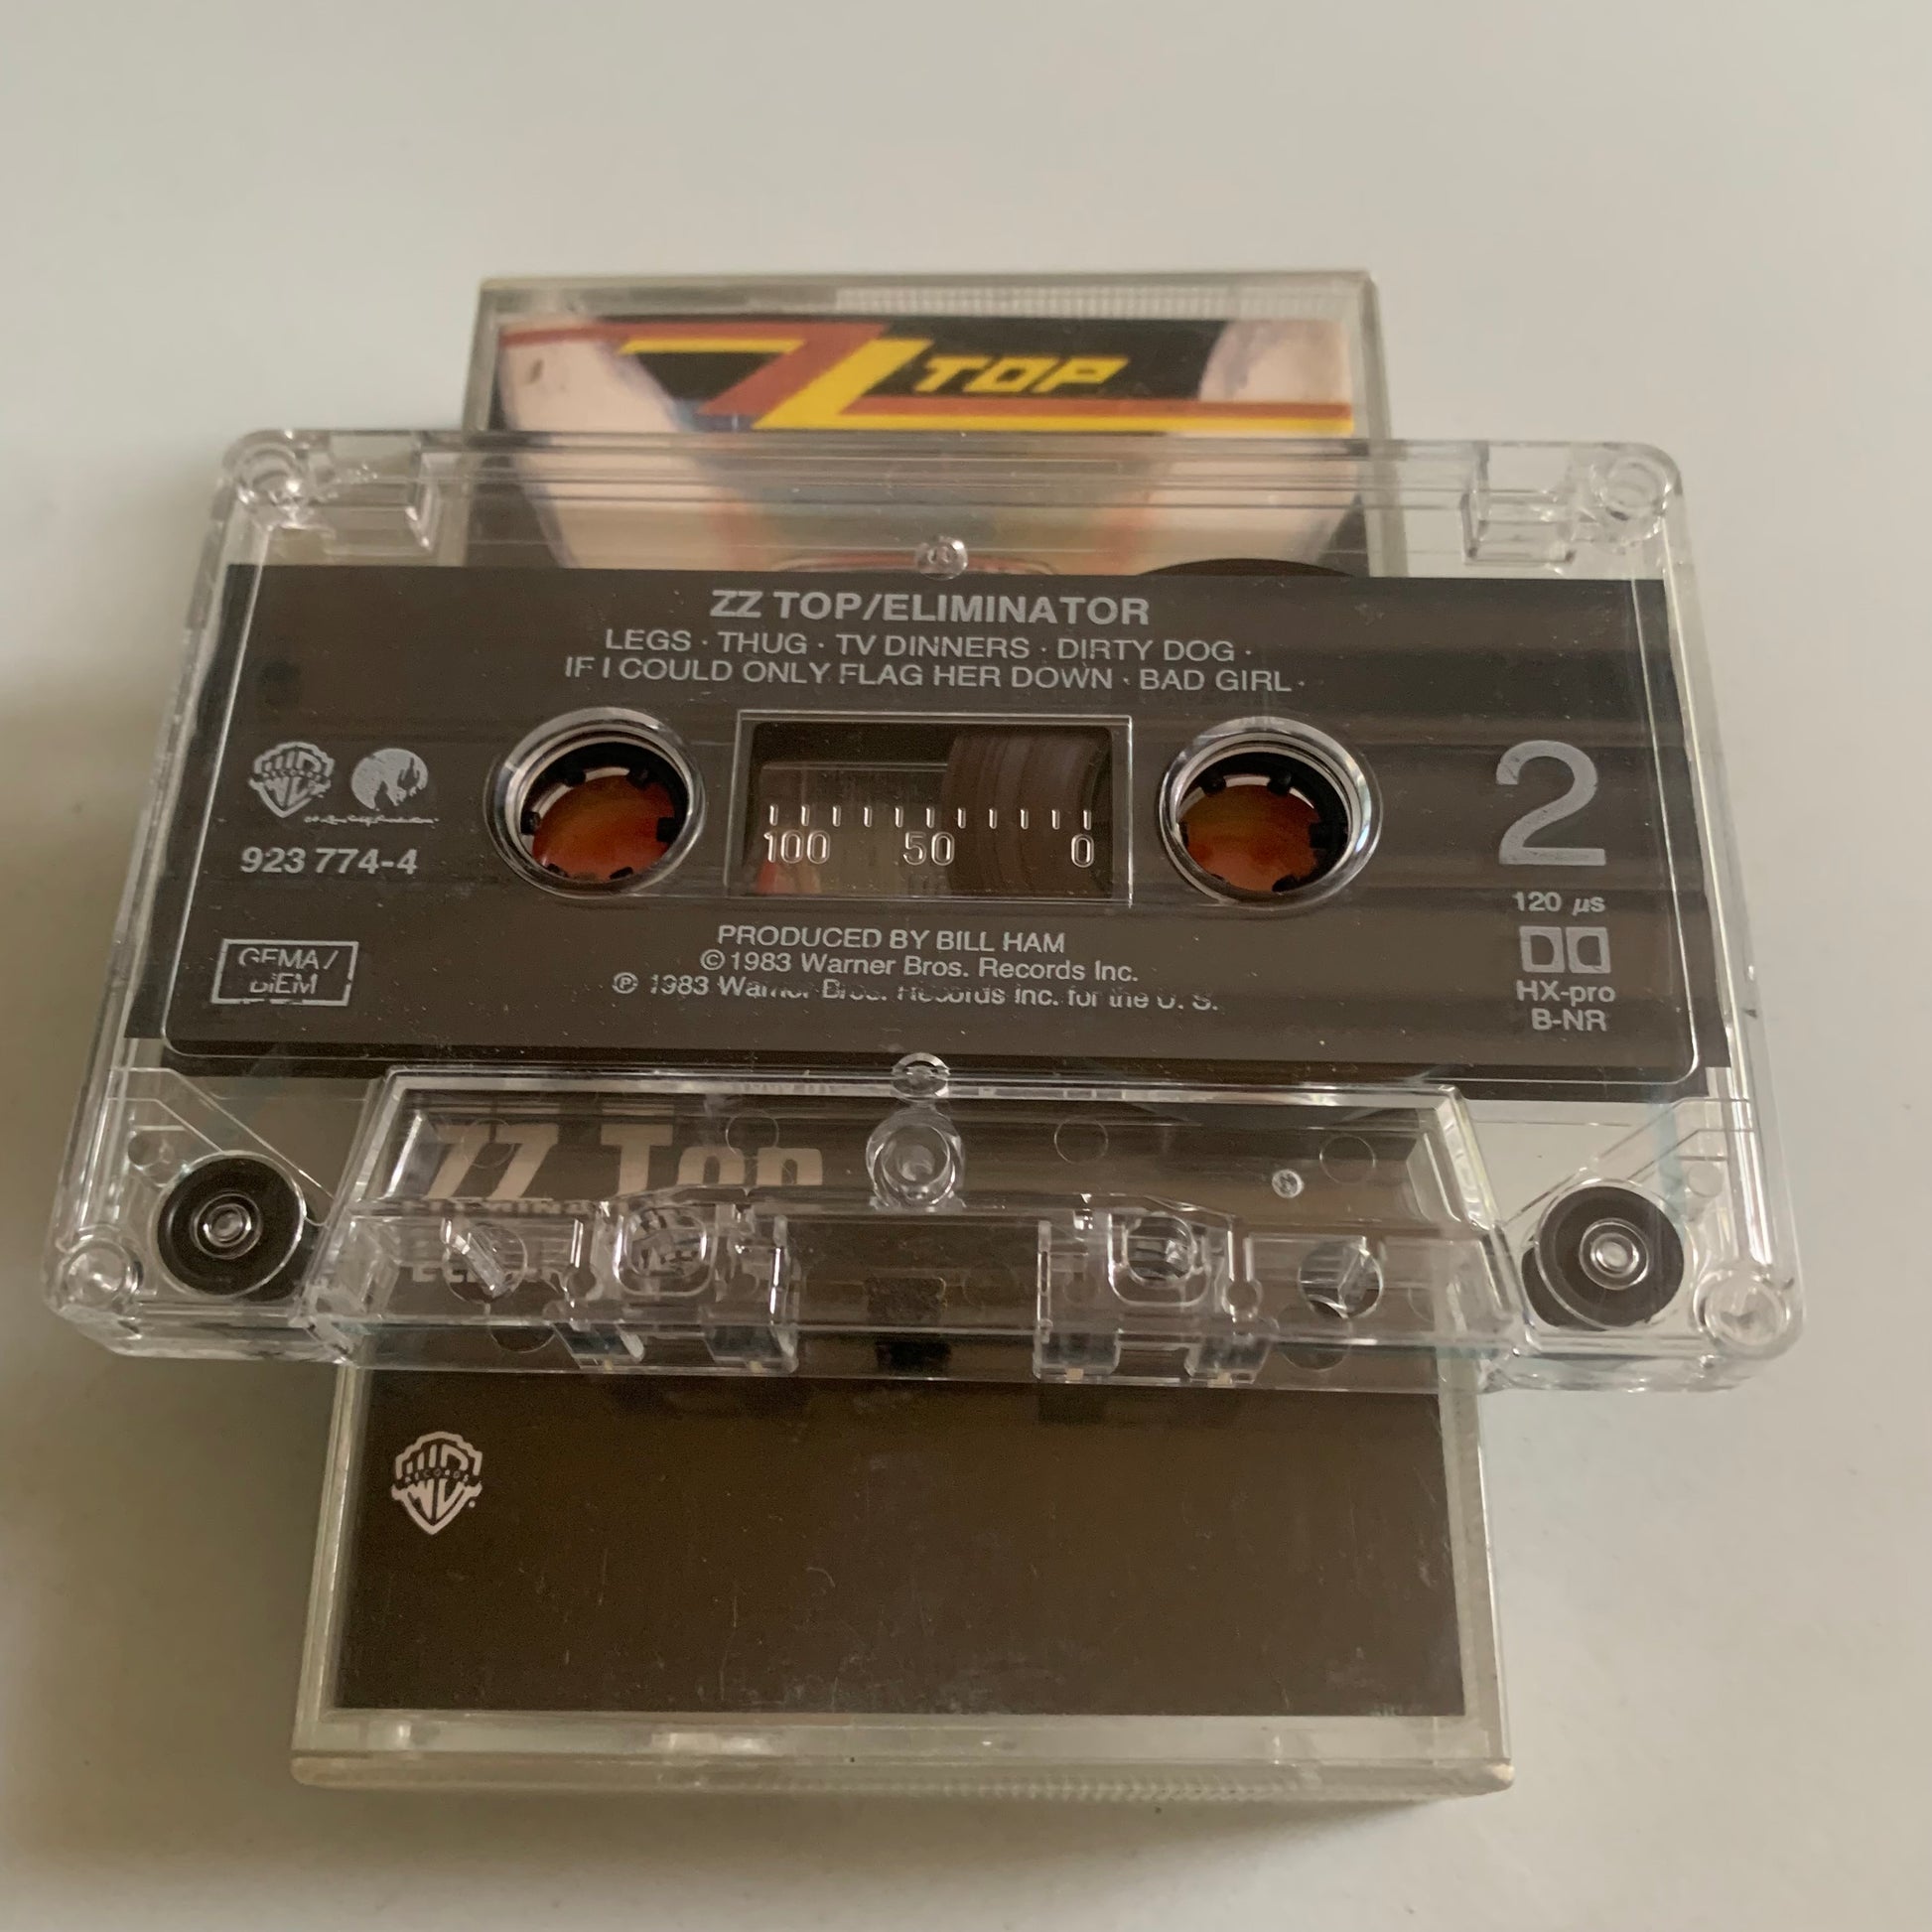 ZZ TOP
ZZ TOP/ELIMINATOR
LEGS · THUG · TV DINNERS · DIRTY DOG ·
IF I COULD ONLY FLAG HER DOWN · BAD GIRL ·
RECORDS
923 774-4
100 50 0
2
120 µs
HX-pro
B-NR
GEMA/
BIEM
PRODUCED BY BILL HAM
©1983 Warner Bros. Records Inc.
℗ 1983 Warner Bros. Records Inc. for the U. S.
ZZ Top
RECORDS